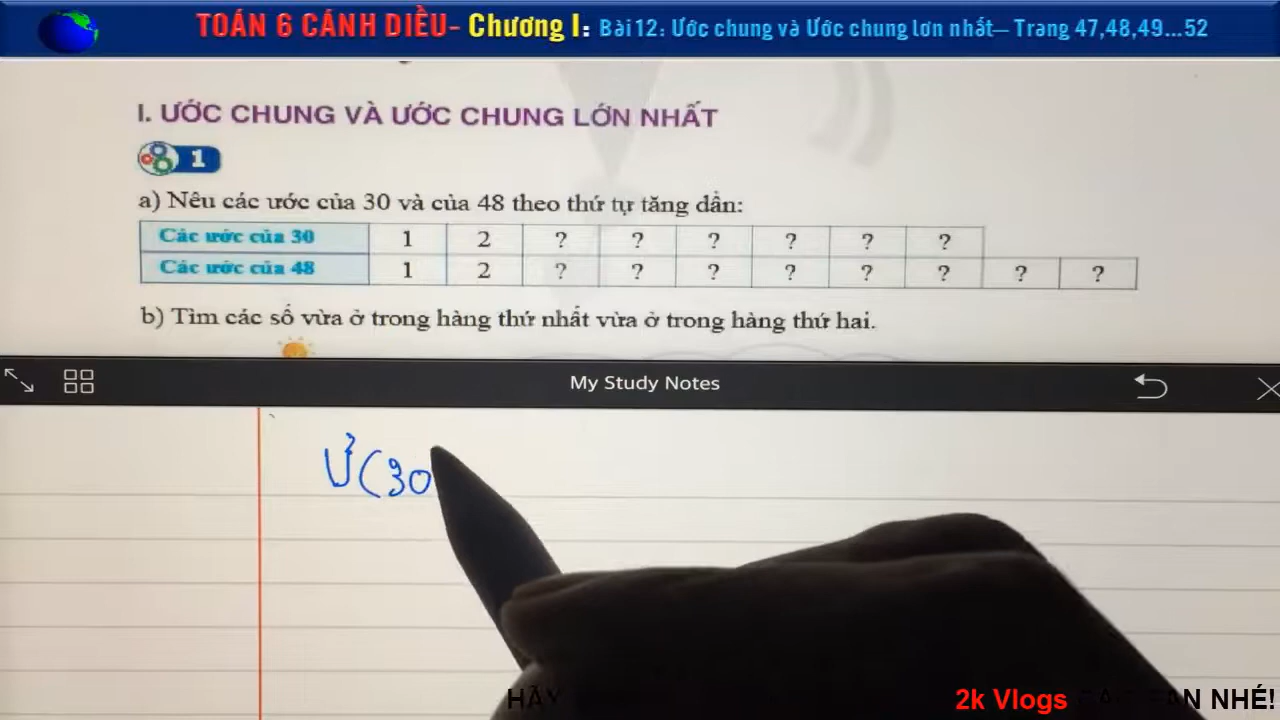 TOÁN 6 CÁNH DIỀU- Chương I: Bài 12: Ước chung và Ước chung lớn nhất– Trang 47,48,49...52
I. ƯỚC CHUNG VÀ ƯỚC CHUNG LỚN NHẤT
1
a) Nêu các ước của 30 và của 48 theo thứ tự tăng dần:
Các ước của 30 1 2 ? ? ? ? ? ?
Các ước của 48 1 2 ? ? ? ? ? ? ? ?
b) Tìm các số vừa ở trong hàng thứ nhất vừa ở trong hàng thứ hai.
My Study Notes
Ư(30
HÃY 2k Vlogs NHÉ!